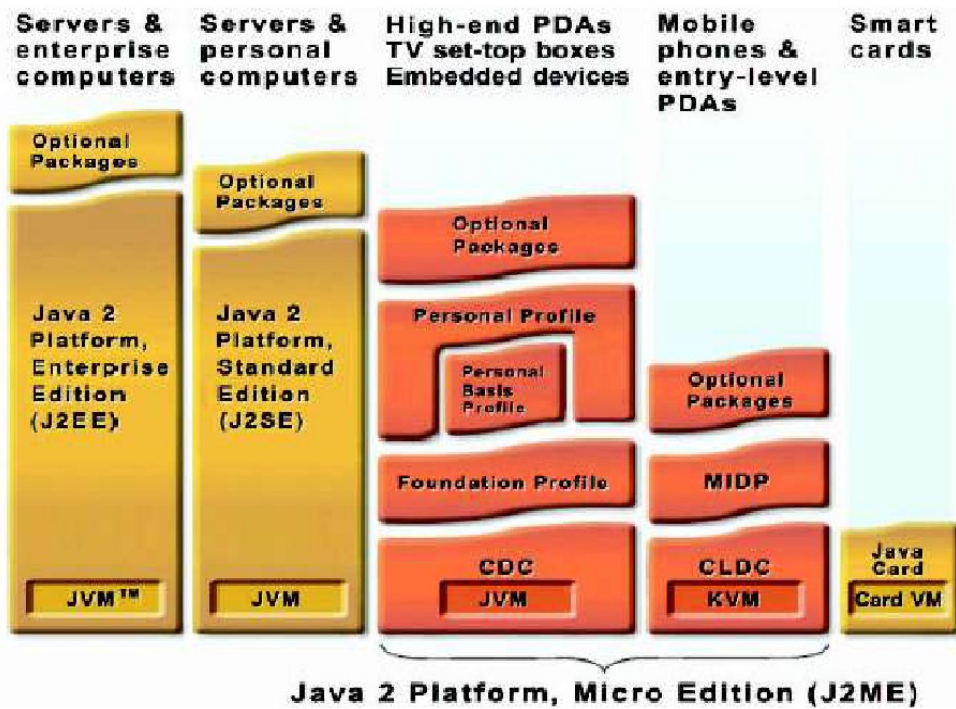 Servers &
enterprise
computers
Servers &
personal
computers
High-end PDAs
TV set-top boxes
Embedded devices
Mobile
phones &
entry-level
PDAs
Smart
cards
Optional
Packages
Java 2
Platform,
Enterprise
Edition
(J2EE)
JVM™
Optional
Packages
Java 2
Platform,
Standard
Edition
(J2SE)
JVM
Optional
Packages
Personal Profile
Personal
Basis
Profile
Foundation Profile
CDC
JVM
Optional
Packages
MIDP
CLDC
KVM
Java
Card
Card VM
Java 2 Platform, Micro Edition (J2ME)